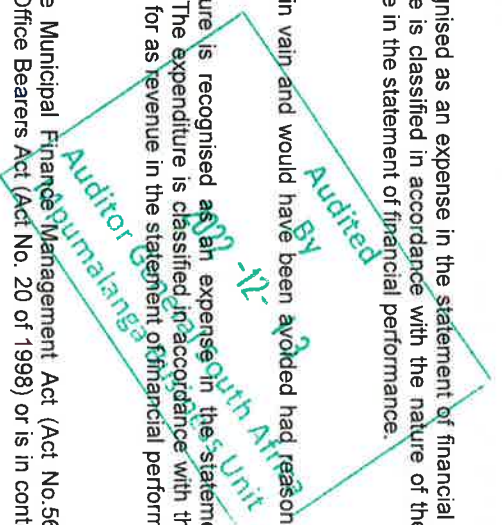 gnised as an expense in the statement of financial
e is classified in accordance with the nature of the
e in the statement of financial performance.
in vain and would have been avoided had reason
ure is recognised as an expense in the stateme
The expenditure is classified in accordance with th
for as revenue in the statement of financial perform
e Municipal Finance Management Act (Act No.56
Office Bearers Act (Act No. 20 of 1998) or is in cont
Audited
By
2022 -12- 13
Auditor General South Africa
Mpumalanga Business Unit